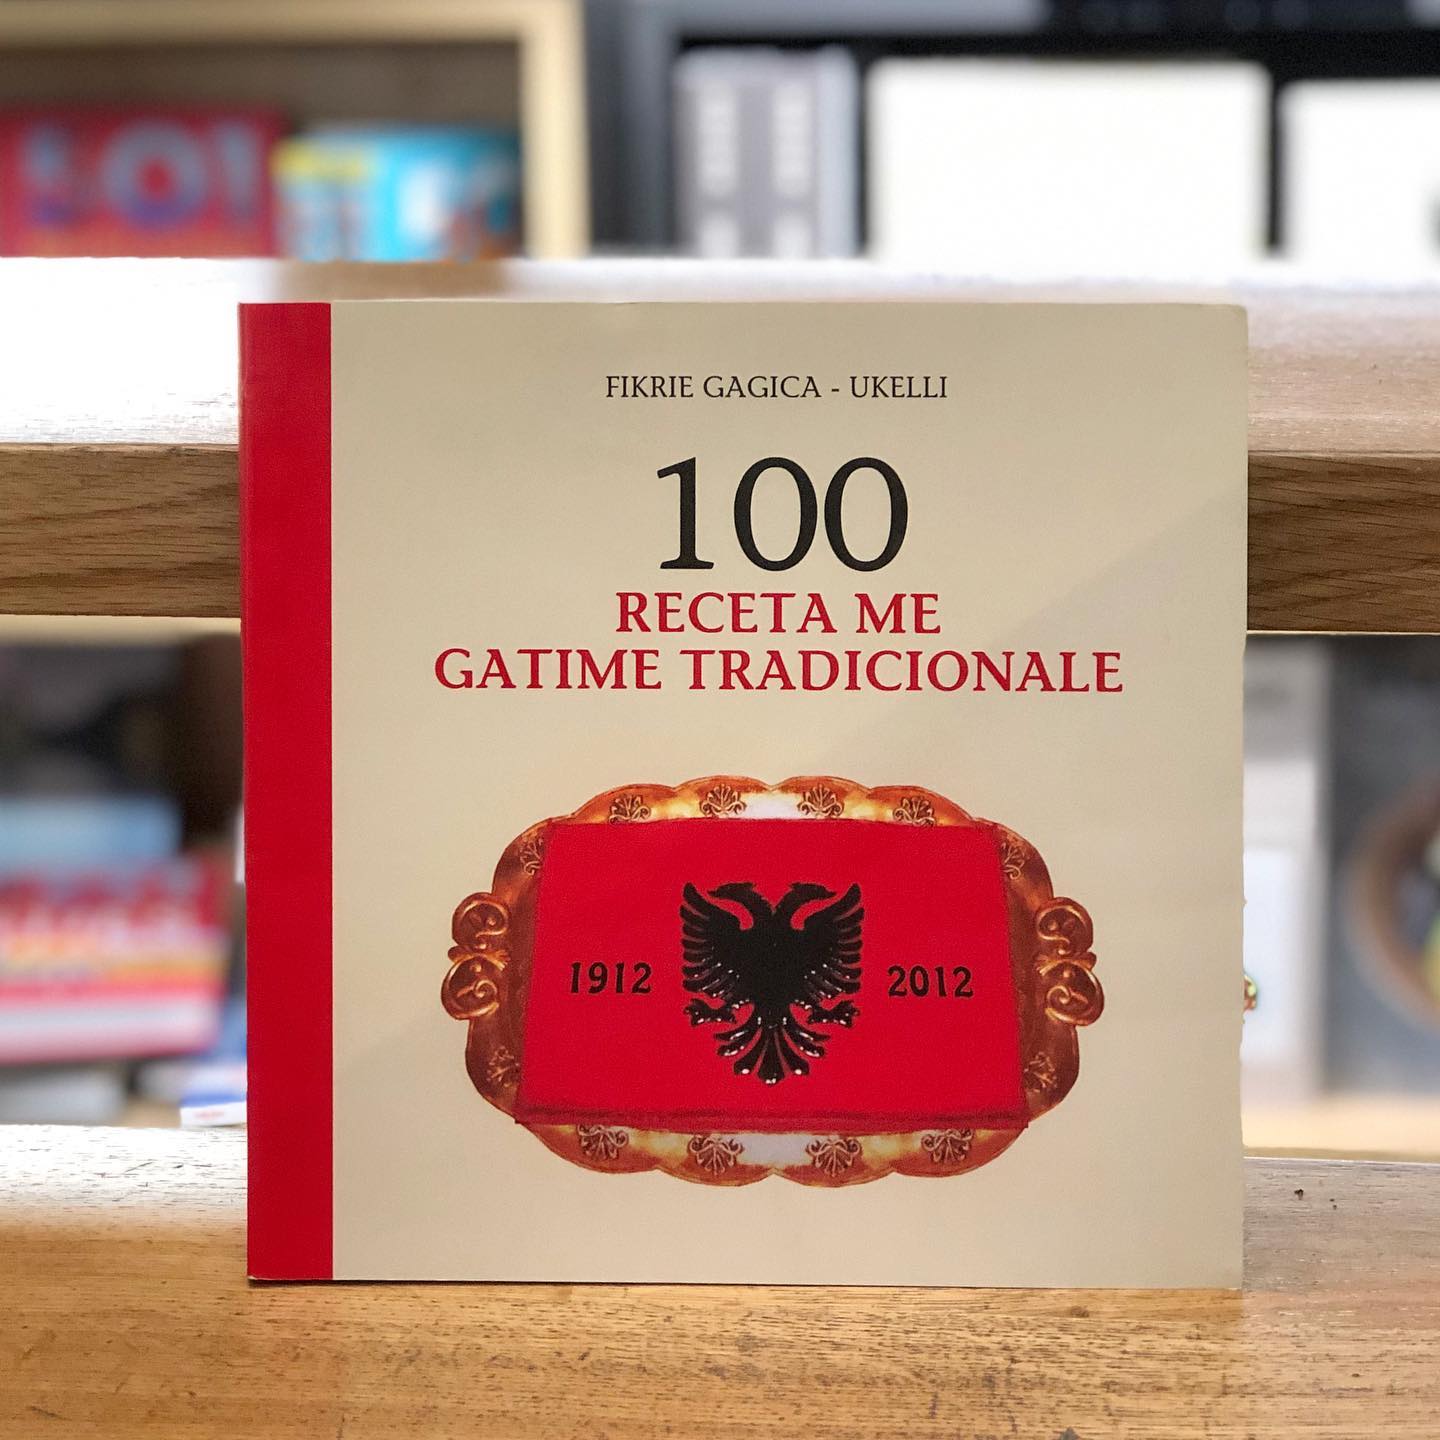 FIKRIE GAGICA - UKELLI
100
RECETA ME
GATIME TRADICIONALE
1912 2012